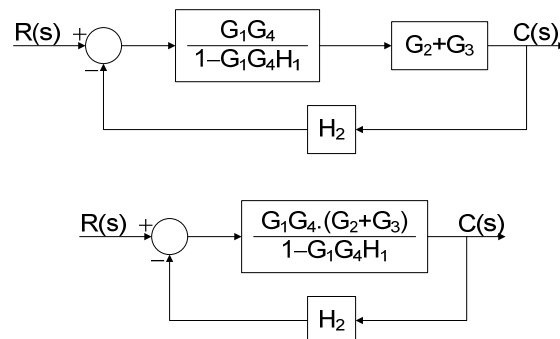 R(s) + − G₁G₄ / 1−G₁G₄H₁ G₂+G₃ C(s)
H₂
R(s) + − G₁G₄.(G₂+G₃) / 1−G₁G₄H₁ C(s)
H₂